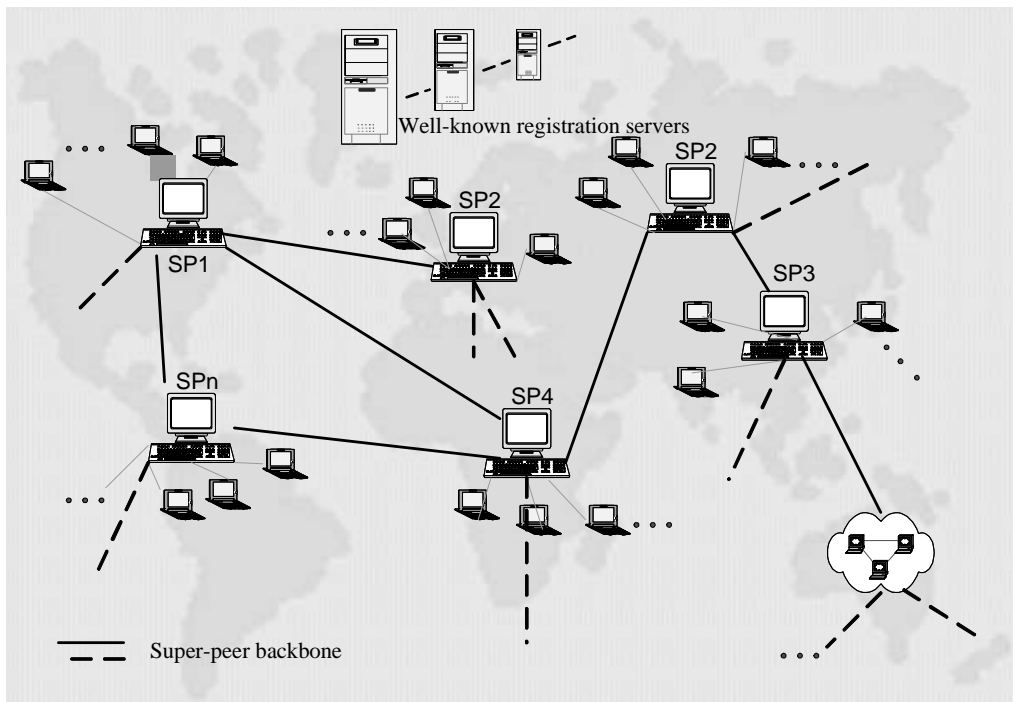 Well-known registration servers
SP2
SP2
SP1
SP3
SPn
SP4
Super-peer backbone